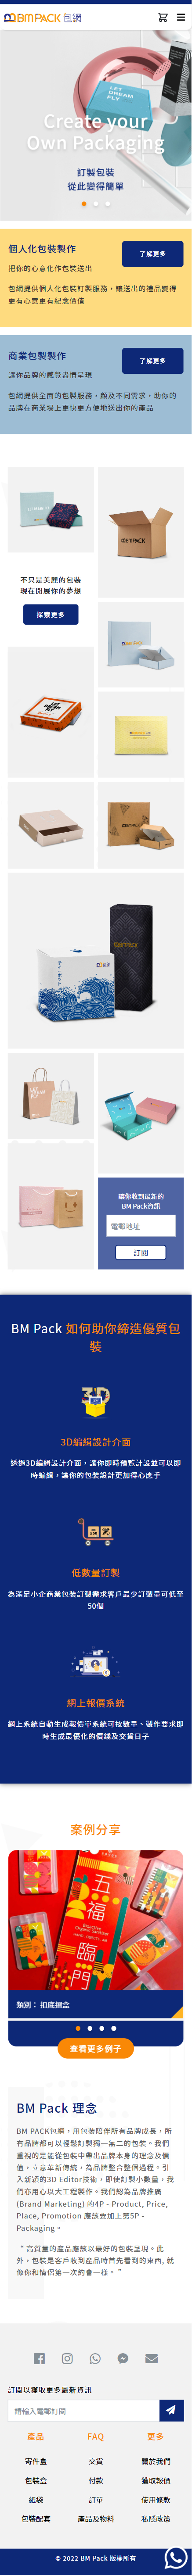 BMPACK 包網
Create your
Own Packaging
訂製包裝
從此變得簡單
個人化包裝製作
了解更多
把你的心意化作包裝送出
包網提供個人化包裝訂製服務，讓送出的禮品變得
更有心意更有紀念價值
商業包裝製作
了解更多
讓你品牌的感覺盡情呈現
包網提供全面的包裝服務，顧及不同需求，助你的
品牌在商業場上更快更方便地送出你的產品
BMPACK
不只是美麗的包裝
現在開展你的夢想
探索更多
讓你收到最新的
BM Pack資訊
電郵地址
訂閱
BM Pack 如何助你締造優質包
裝
3D編緝設計介面
透過3D編緝設計介面，讓你即時預覧計設並可以即
時編緝，讓你的包裝設計更加得心應手
低數量訂製
為滿足小企商業包裝訂製需求客戶最少訂製量可低至
50個
網上報價系統
網上系統自動生成報價單系統可按數量、製作要求即
時生成最優化的價錢及交貨日子
案例分享
五福臨門
類別： 扣底摺盒
查看更多例子
BM Pack 理念
BM PACK包網，用包裝陪伴所有品牌成長，所
有品牌都可以輕鬆訂製獨一無二的包裝。我們
重視的是能從包裝中帶出品牌本身的理念及價
值，立意革新傳統，為品牌整合整個過程。引
入新穎的3D Editor技術，即使訂製小數量，我
們亦用心以大工程製作。我們認為品牌推廣
(Brand Marketing) 的4P - Product, Price,
Place, Promotion 應該要加上第5P -
Packaging。
“ 高質量的產品應該以最好的包裝呈現。此
外，包裝是客戶收到產品時首先看到的東西, 就
像你和情侶第一次約會一樣。 ”
訂閱以獲取更多最新資訊
請輸入電郵訂閱
產品
FAQ
更多
寄件盒
交貨
關於我們
包裝盒
付款
獲取報價
紙袋
訂單
使用條款
包裝配套
產品及物料
私隱政策
© 2022 BM Pack 版權所有